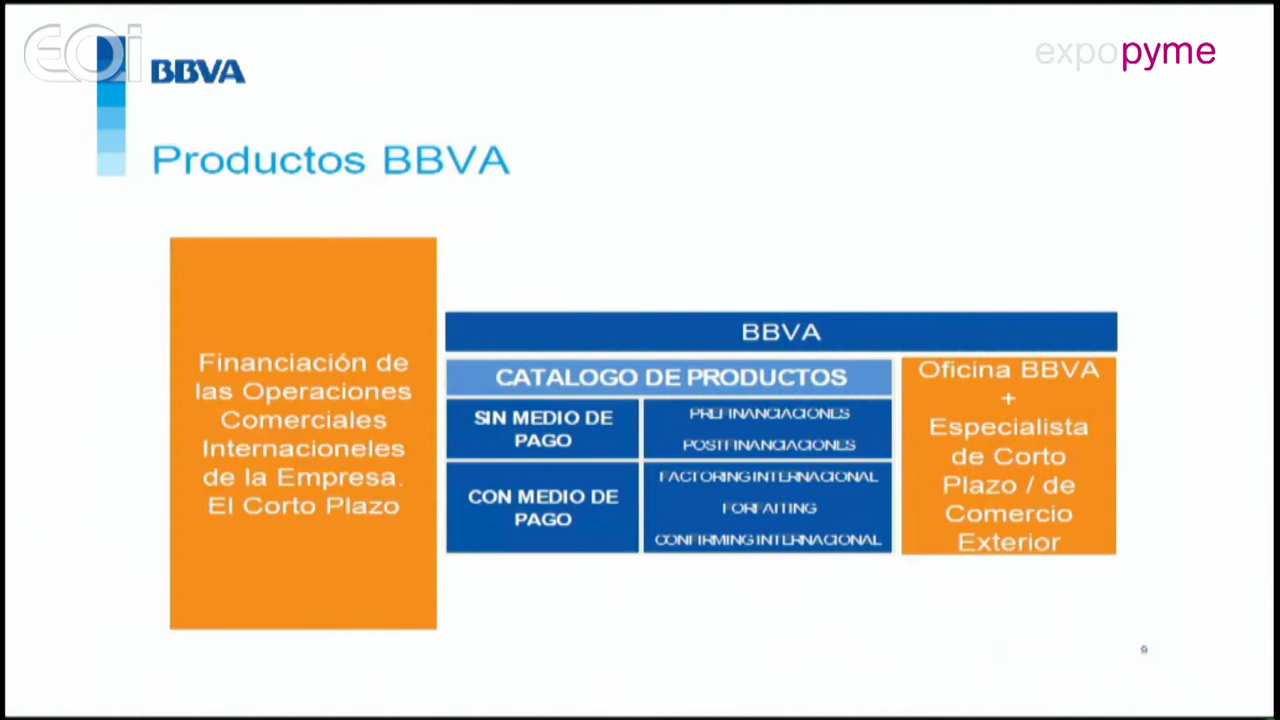 EOi
BBVA
expopyme
Productos BBVA
Financiación de
las Operaciones
Comerciales
Internacioneles
de la Empresa.
El Corto Plazo
BBVA
CATALOGO DE PRODUCTOS
SIN MEDIO DE
PAGO
PREFINANCIACIONES
POSTFINANCIACIONES
CON MEDIO DE
PAGO
FACTORING INTERNACIONAL
FORFAITING
CONFIRMING INTERNACIONAL
Oficina BBVA
+
Especialista
de Corto
Plazo / de
Comercio
Exterior
9